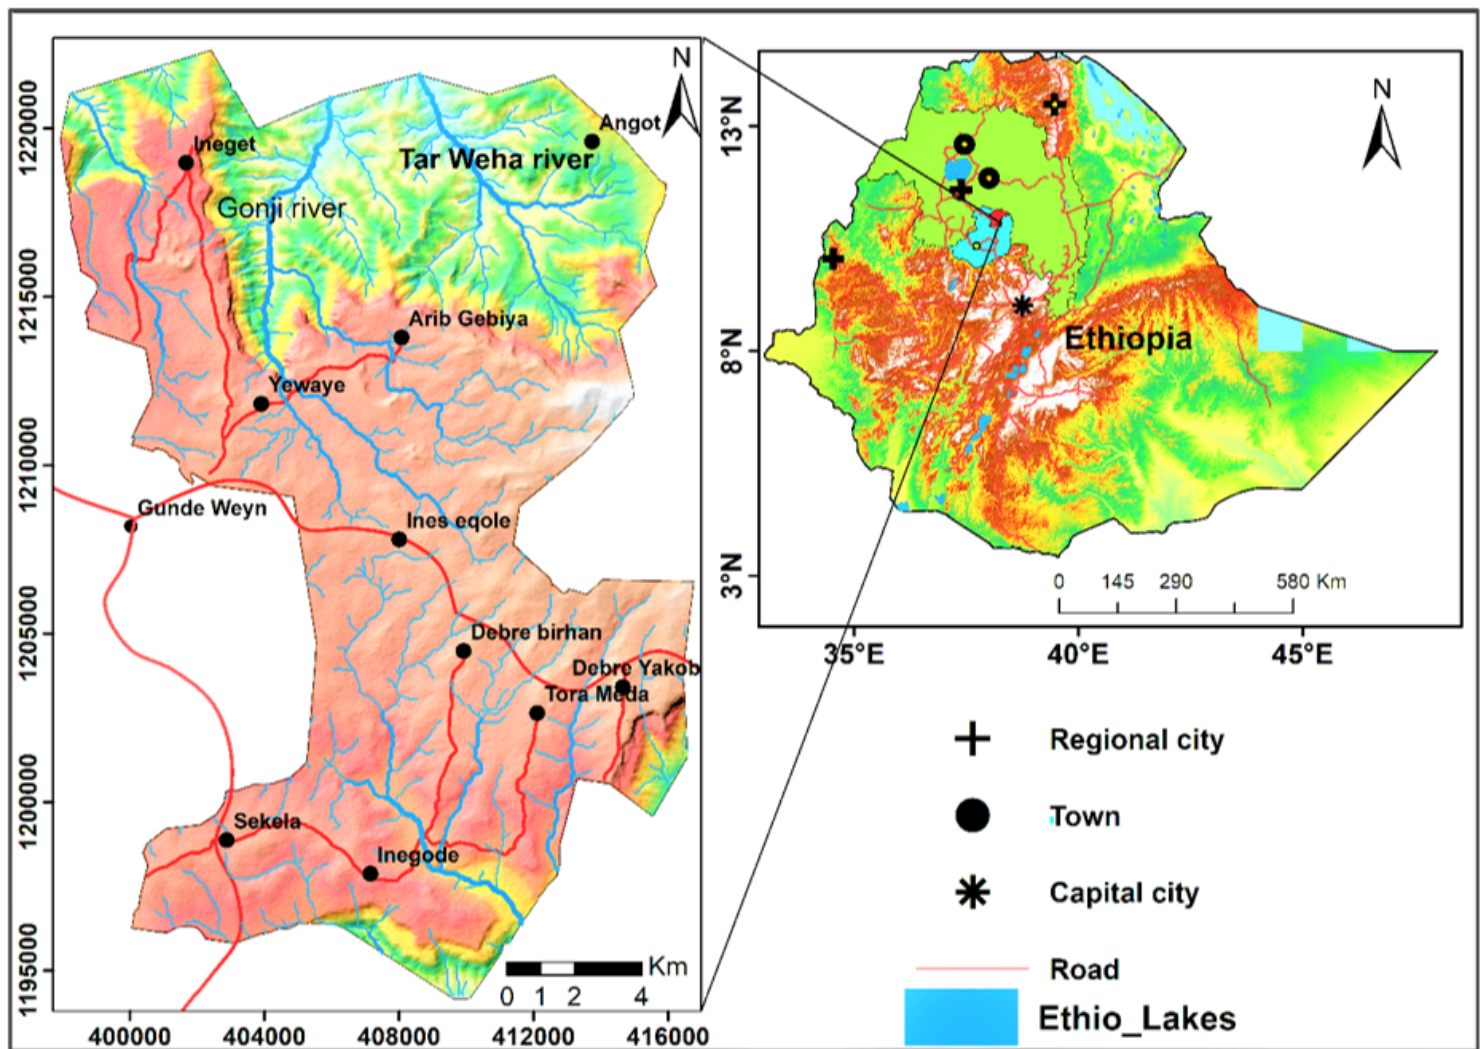 N
1220000
1215000
1210000
1205000
1200000
1195000
Ineget
Angot
Tar Weha river
Gonji river
Arib Gebiya
Yewaye
Gunde Weyn
Ines eqole
Debre birhan
Debre Yakob
Tora Meda
Sekela
Inegode
Km
0 1 2 4
400000 404000 408000 412000 416000
N
13°N
8°N
3°N
Ethiopia
0 145 290 580 Km
35°E 40°E 45°E
Regional city
Town
Capital city
Road
Ethio_Lakes